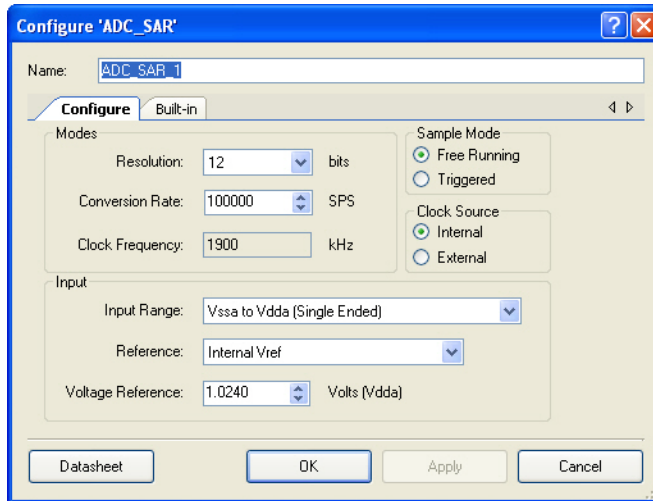 Configure 'ADC_SAR'
Name: ADC_SAR_1
Configure Built-in
Modes
Resolution: 12 bits
Conversion Rate: 100000 SPS
Clock Frequency: 1900 kHz
Sample Mode
Free Running
Triggered
Clock Source
Internal
External
Input
Input Range: Vssa to Vdda (Single Ended)
Reference: Internal Vref
Voltage Reference: 1.0240 Volts (Vdda)
Datasheet OK Apply Cancel